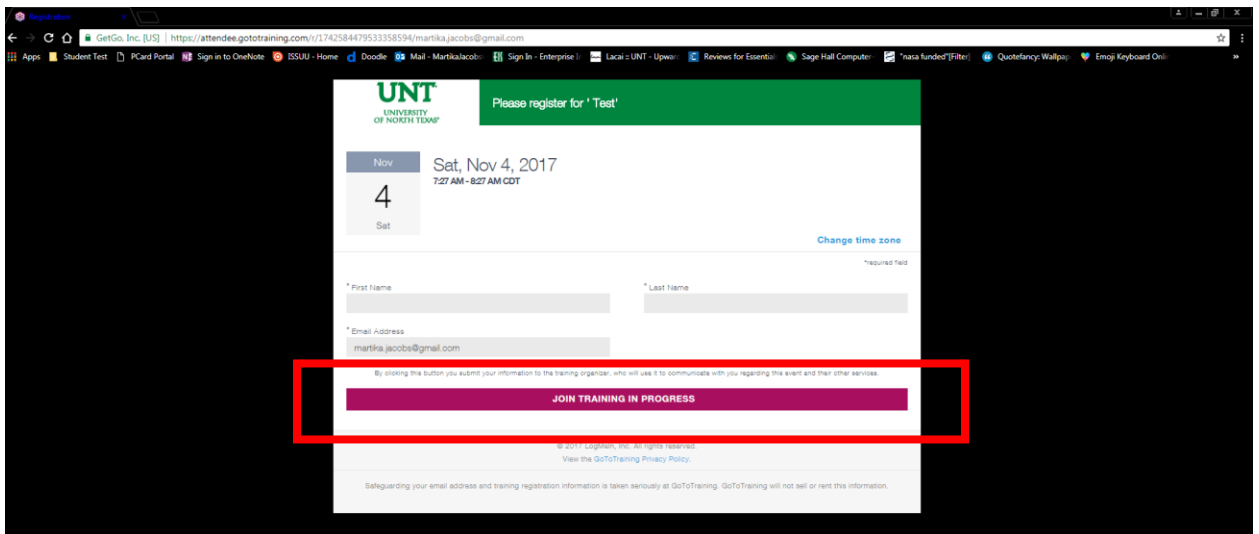 Registration
GetGo, Inc. [US] | https://attendee.gototraining.com/r/1742584479533358594/martika.jacobs@gmail.com
Apps Student Test PCard Portal Sign in to OneNote ISSUU - Home Doodle Mail - MartikaJacobs Sign In - Enterprise I Lacai :: UNT - Upward Reviews for Essential Sage Hall Computer "nasa funded"[Filter] Quotefancy: Wallpap Emoji Keyboard Onli »
UNT
UNIVERSITY
OF NORTH TEXAS®
Please register for ' Test'
Nov
4
Sat
Sat, Nov 4, 2017
7:27 AM - 8:27 AM CDT
Change time zone
*required field
* First Name
* Last Name
* Email Address
martika.jacobs@gmail.com
By clicking this button you submit your information to the training organizer, who will use it to communicate with you regarding this event and their other services.
JOIN TRAINING IN PROGRESS
© 2017 LogMeIn, Inc. All rights reserved.
View the GoToTraining Privacy Policy.
Safeguarding your email address and training registration information is taken seriously at GoToTraining. GoToTraining will not sell or rent this information.